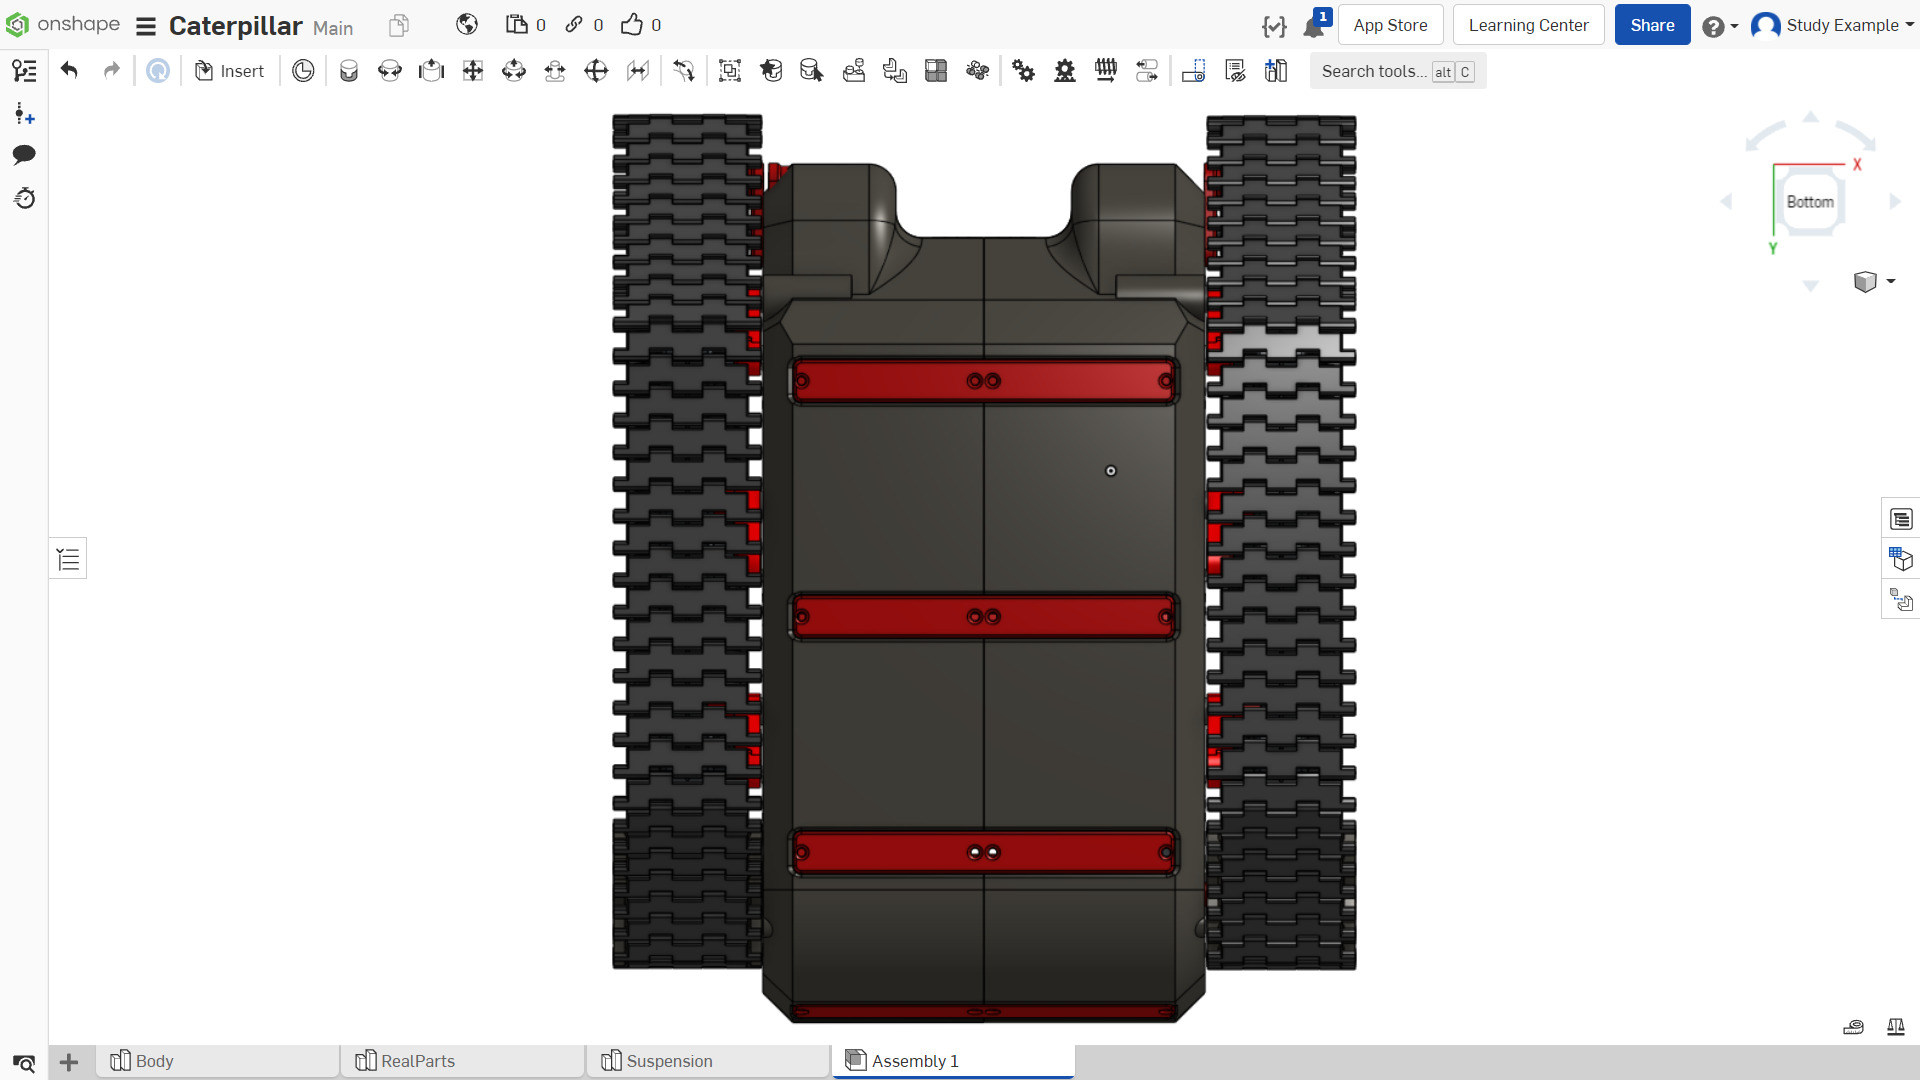 onshape Caterpillar Main 0 0 0 1 App Store Learning Center Share Study Example
Insert Search tools... alt C
X
Bottom
Y
Body RealParts Suspension Assembly 1